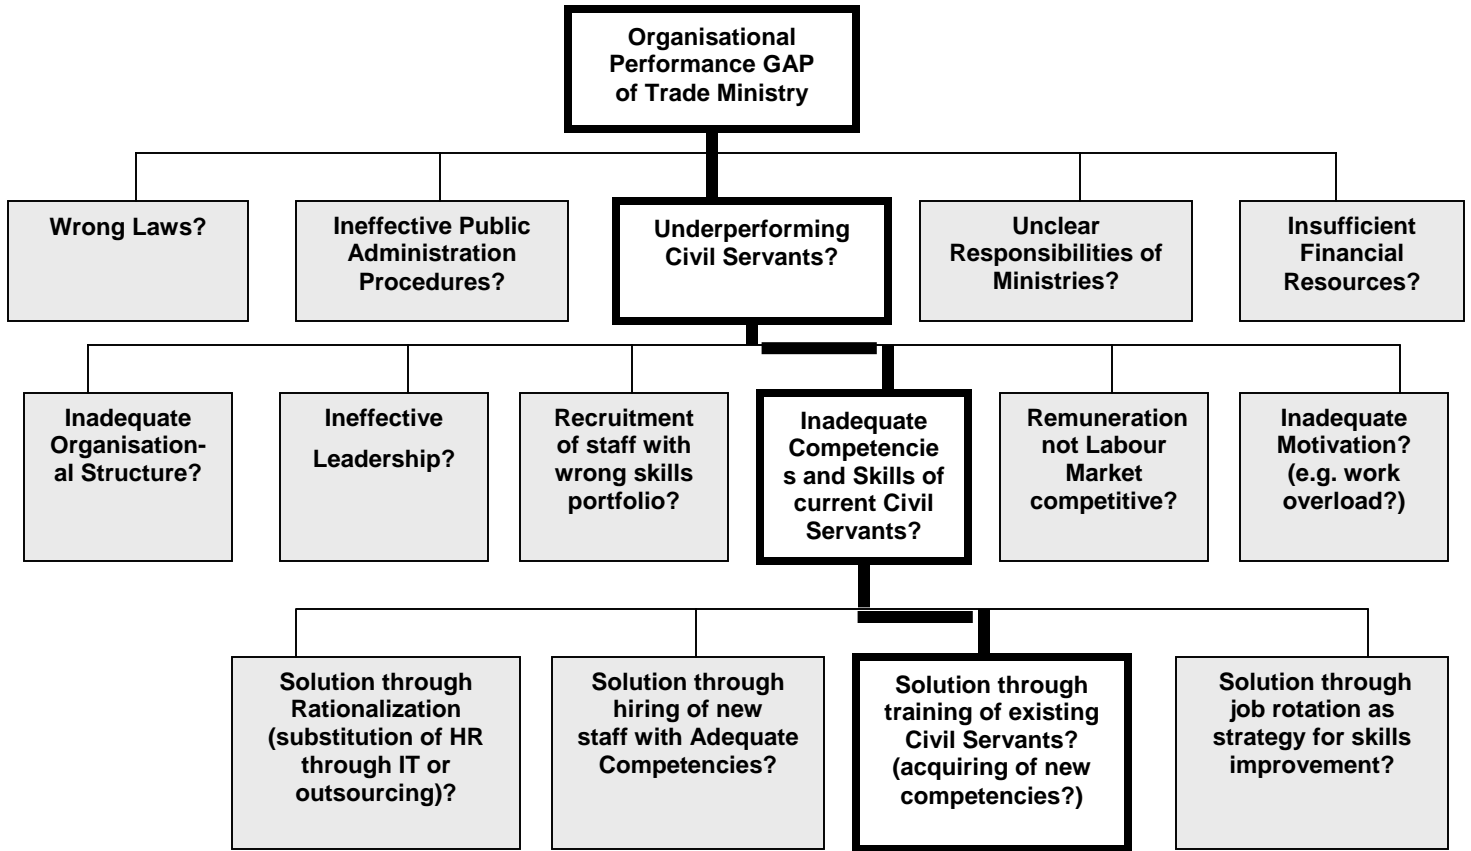 Organisational
Performance GAP
of Trade Ministry
Wrong Laws?
Ineffective Public
Administration
Procedures?
Underperforming
Civil Servants?
Unclear
Responsibilities of
Ministries?
Insufficient
Financial
Resources?
Inadequate
Organisation-
al Structure?
Ineffective
Leadership?
Recruitment
of staff with
wrong skills
portfolio?
Inadequate
Competencie
s and Skills of
current Civil
Servants?
Remuneration
not Labour
Market
competitive?
Inadequate
Motivation?
(e.g. work
overload?)
Solution through
Rationalization
(substitution of HR
through IT or
outsourcing)?
Solution through
hiring of new
staff with Adequate
Competencies?
Solution through
training of existing
Civil Servants?
(acquiring of new
competencies?)
Solution through
job rotation as
strategy for skills
improvement?